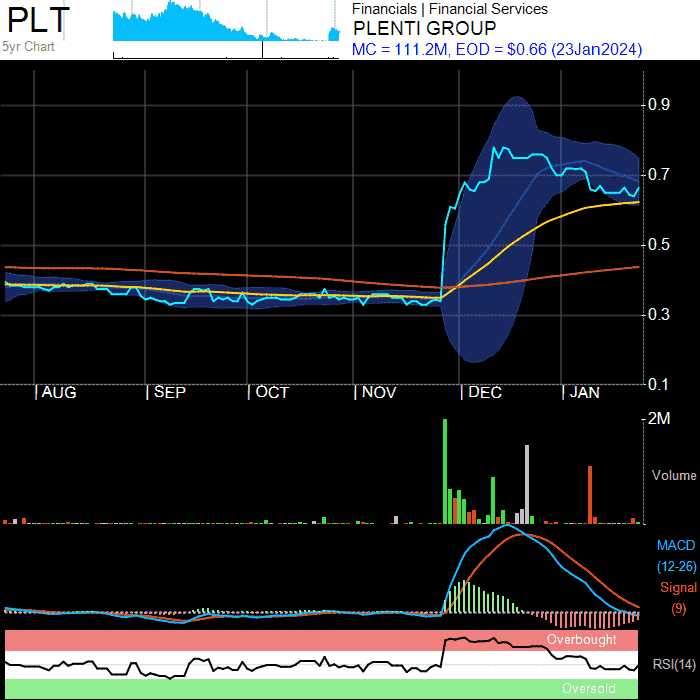 PLT
5yr Chart
Financials | Financial Services
PLENTI GROUP
MC = 111.2M, EOD = $0.66 (23Jan2024)
0.9
0.7
0.5
0.3
0.1
| AUG | SEP | OCT | NOV | DEC | JAN
2M
Volume
MACD
(12-26)
Signal
(9)
Overbought
RSI(14)
Oversold